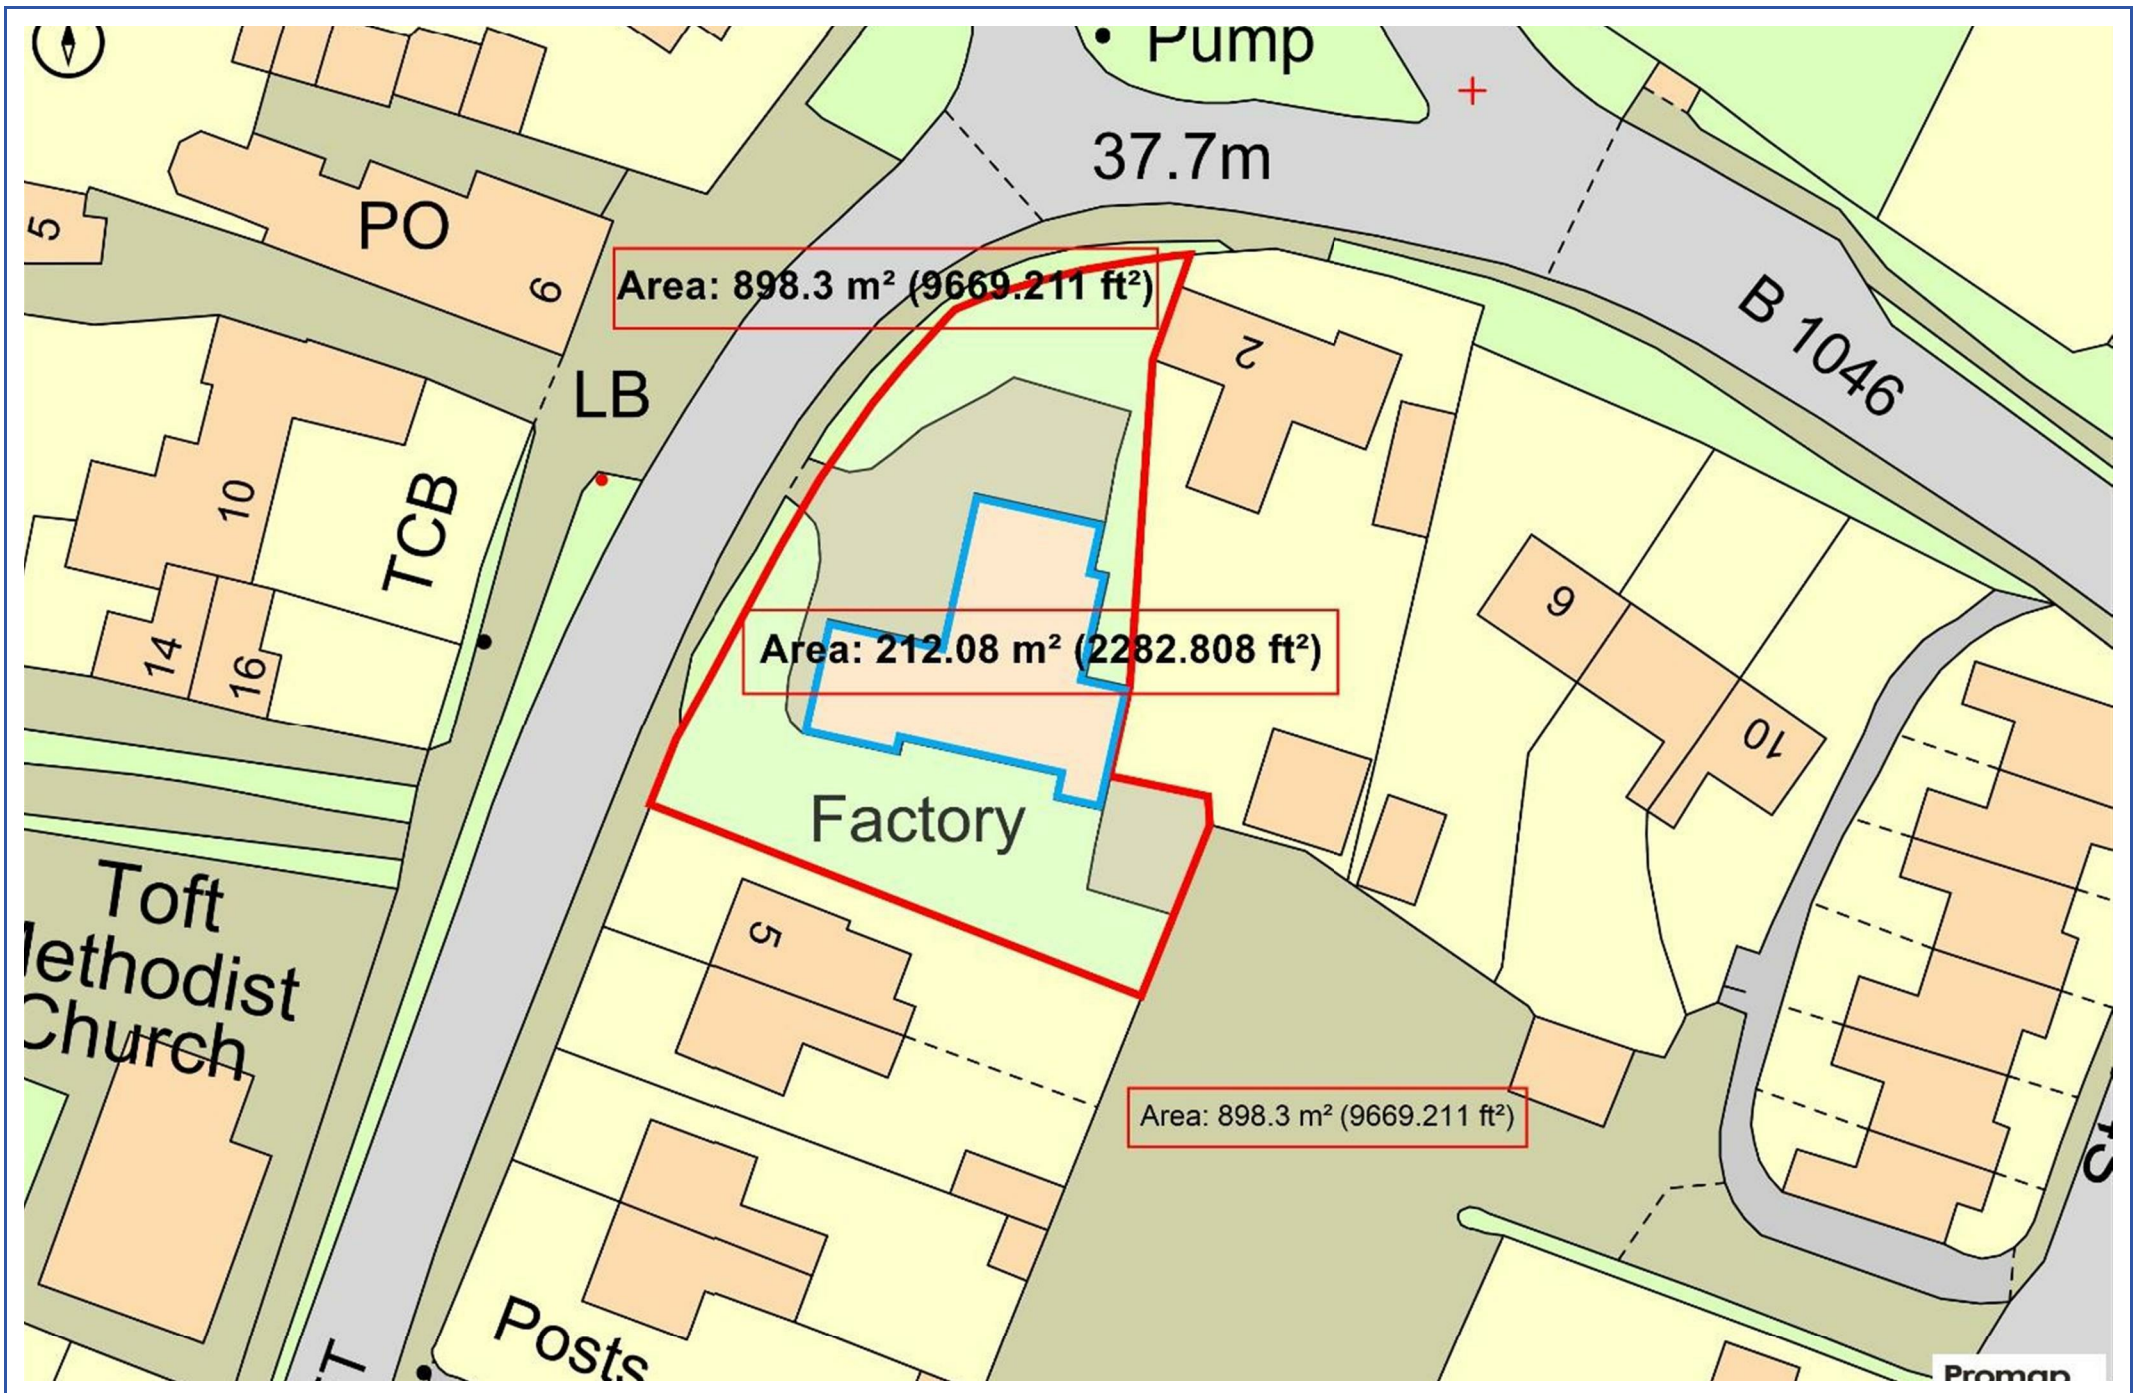 Pump
37.7m
PO
5
6
Area: 898.3 m² (9669.211 ft²)
2
B 1046
LB
10
TCB
6
14
16
Area: 212.08 m² (2282.808 ft²)
10
Factory
Toft
Methodist
Church
5
Area: 898.3 m² (9669.211 ft²)
St
Posts
T
Promap